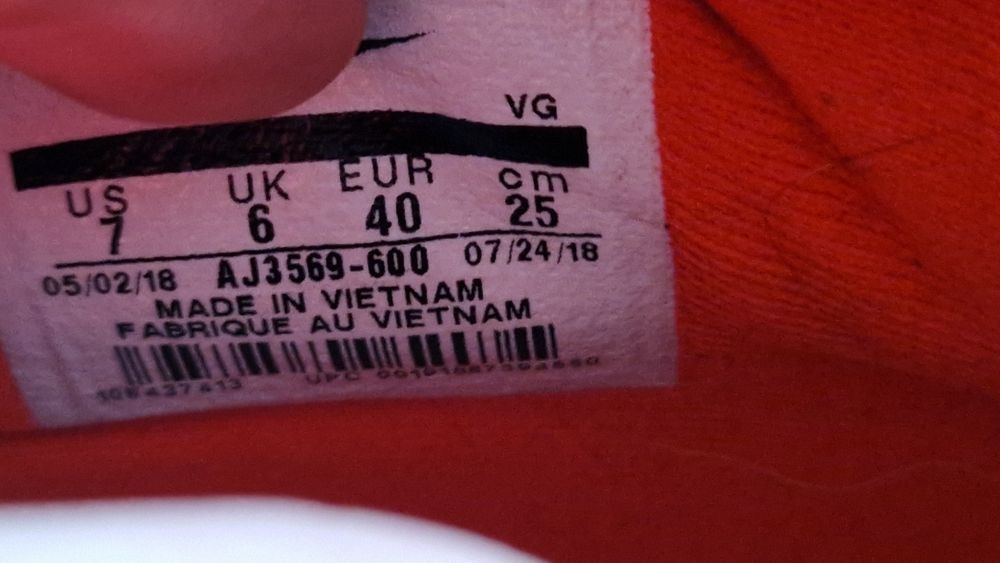 VG
US UK EUR cm
7 6 40 25
05/02/18 AJ3569-600 07/24/18
MADE IN VIETNAM
FABRIQUE AU VIETNAM
UPC